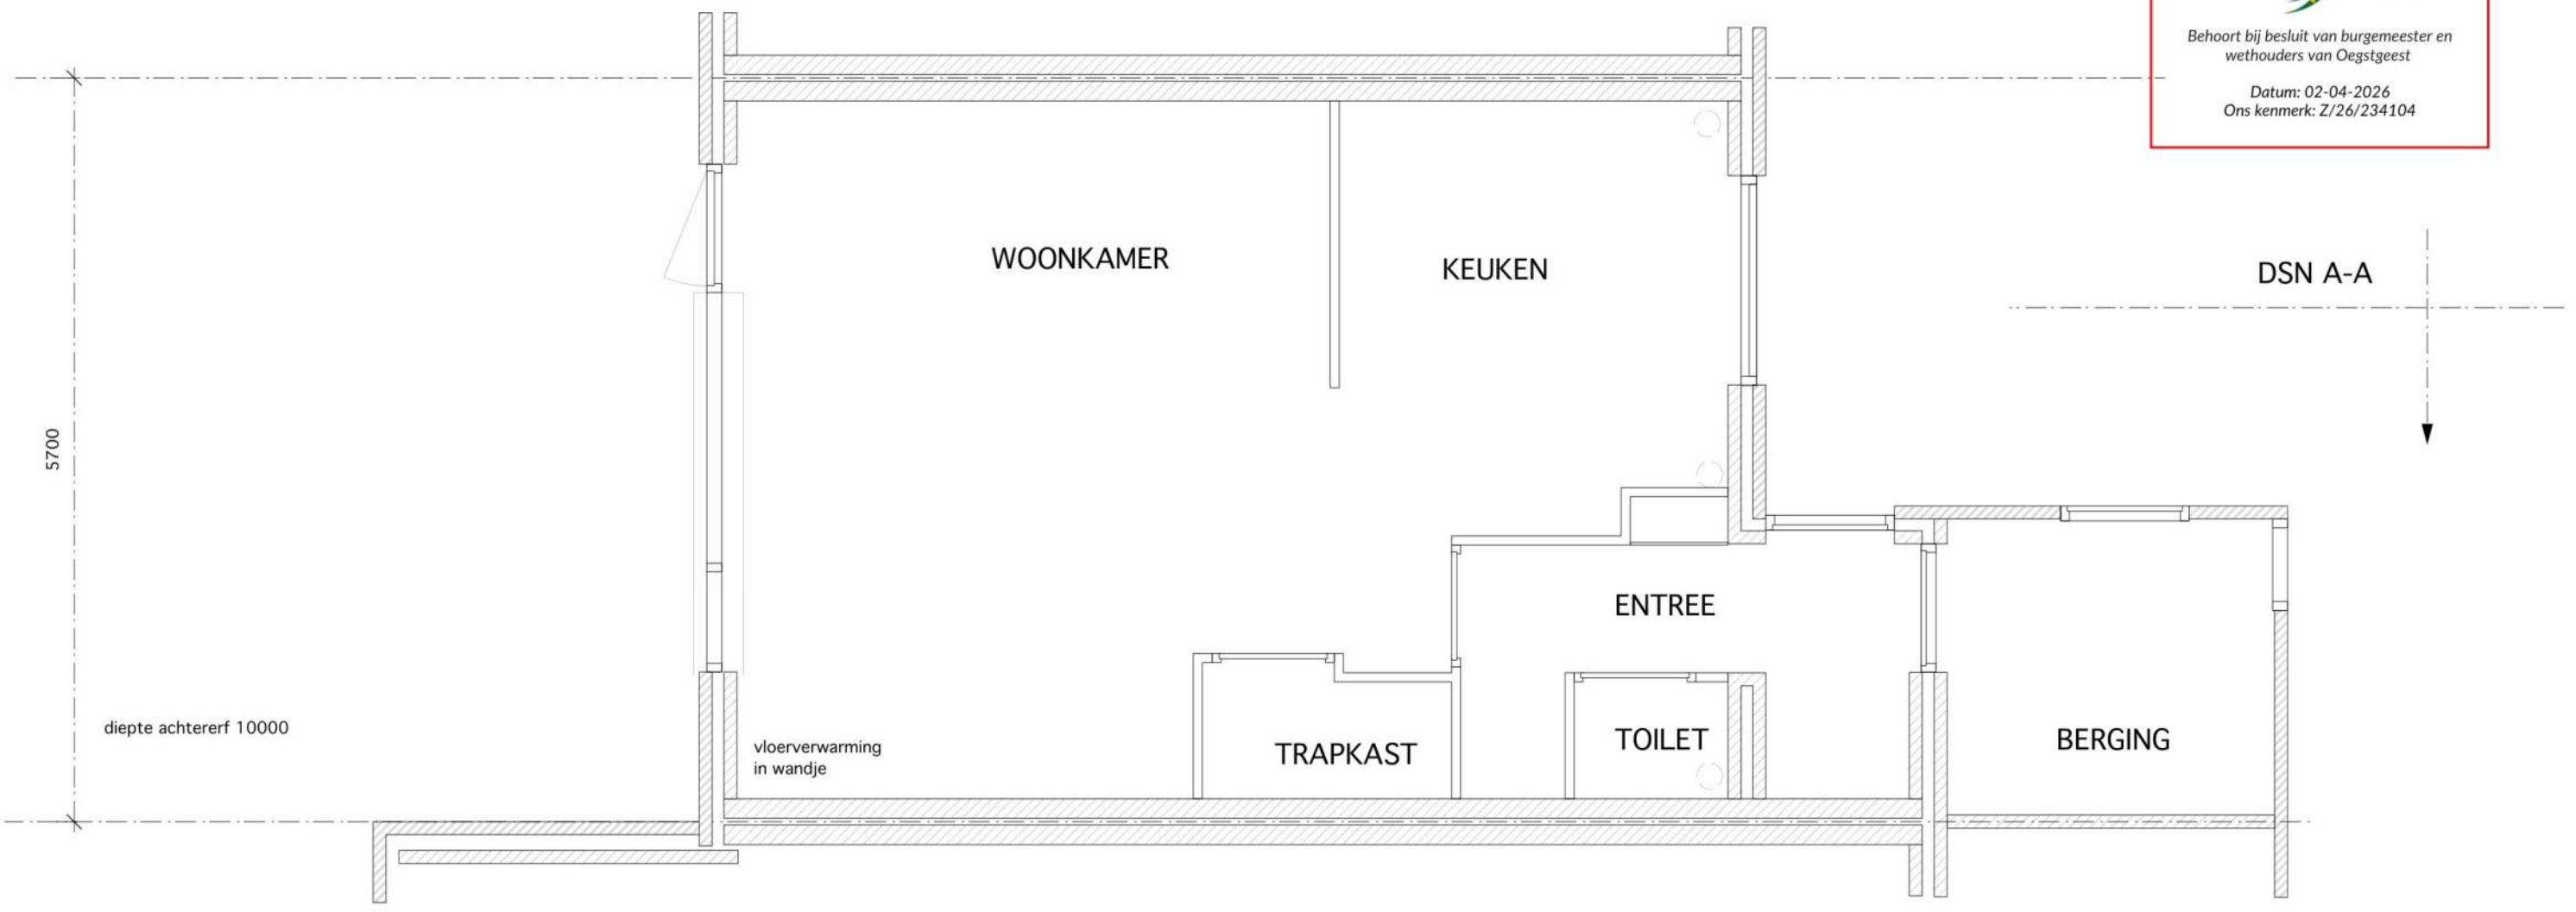 Behoort bij besluit van burgemeester en
wethouders van Oegstgeest
Datum: 02-04-2026
Ons kenmerk: Z/26/234104
WOONKAMER
KEUKEN
DSN A-A
5700
ENTREE
diepte achtererf 10000
vloerverwarming
in wandje
TRAPKAST
TOILET
BERGING